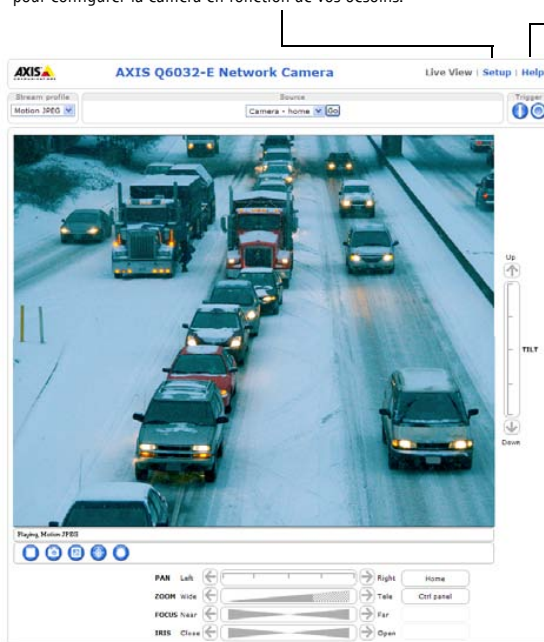 pour configurer la caméra en fonction de vos besoins.
AXIS
COMMUNICATIONS
AXIS Q6032-E Network Camera
Live View | Setup | Help
Stream profile
Source
Trigger
Motion JPEG
Camera - home
Go
Up
TILT
Down
Playing, Motion JPEG
PAN Left
Right
Home
ZOOM Wide
Tele
Ctrl panel
FOCUS Near
Far
IRIS Close
Open